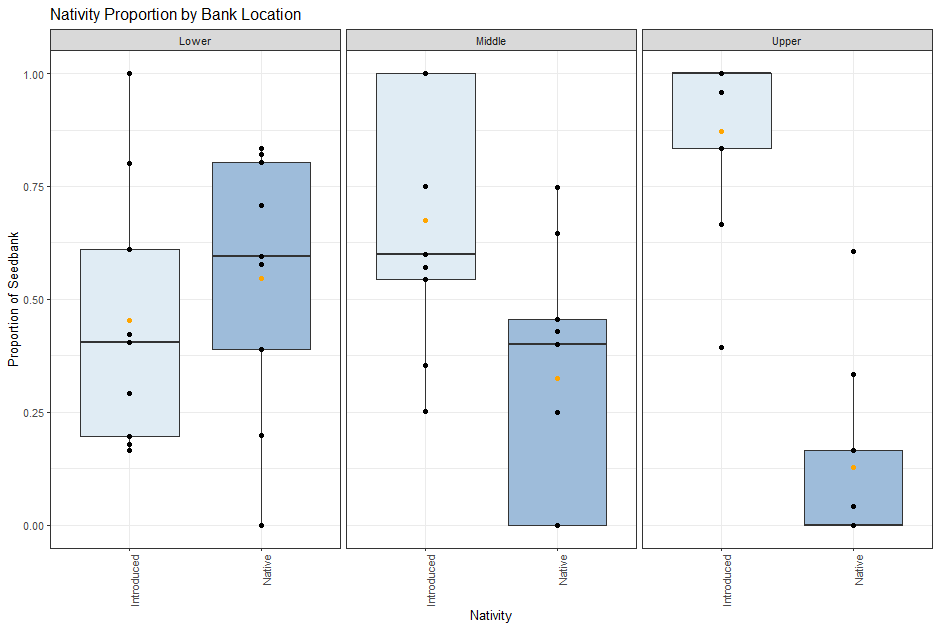 Nativity Proportion by Bank Location
Lower
Middle
Upper
Proportion of Seedbank
1.00
0.75
0.50
0.25
0.00
Introduced
Native
Introduced
Native
Introduced
Native
Nativity